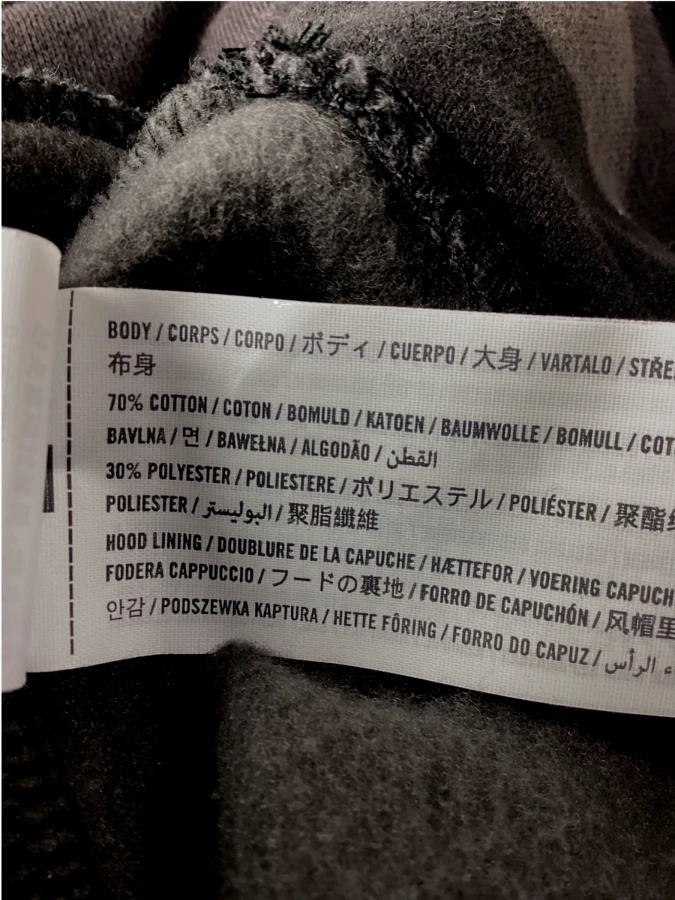 BODY / CORPS / CORPO / ボディ / CUERPO / 大身 / VARTALO /
布身
70% COTTON / COTON / BOMULD / KATOEN / BAUMWOLLE / BOMULL /
BAVLNA / 면 / BAWEŁNA / ALGODÃO / القطن
30% POLYESTER / POLIESTERE / ポリエステル / POLIÉSTER / 聚酯
POLIESTER / البوليستر / 聚脂纖維
HOOD LINING / DOUBLURE DE LA CAPUCHE / HÆTTEFOR / VOERING CAPUCH
FODERA CAPPUCCIO / フードの裏地 / FORRO DE CAPUCHÓN / 风帽里
안감 / PODSZEWKA KAPTURA / HETTE FÔRING / FORRO DO CAPUZ / الرأس